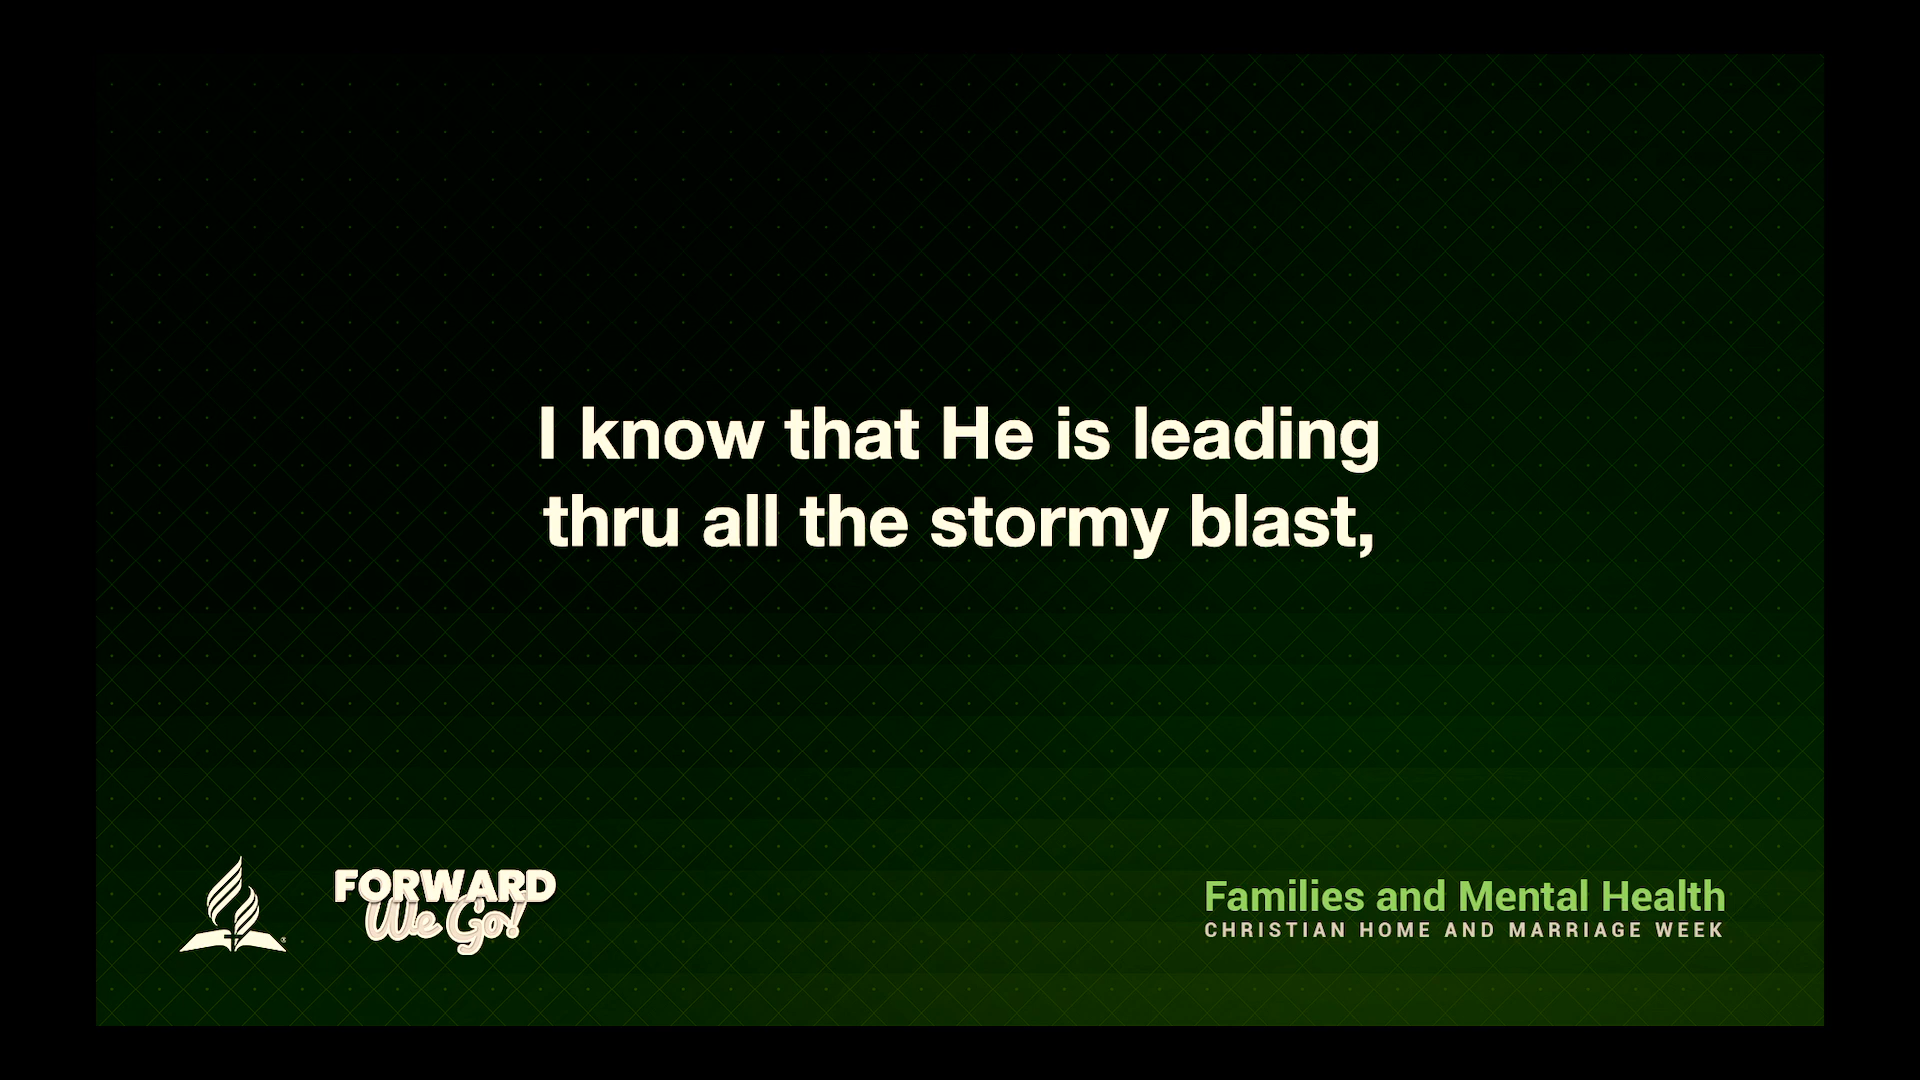 I know that He is leading
thru all the stormy blast,
FORWARD
We Go!
Families and Mental Health
CHRISTIAN HOME AND MARRIAGE WEEK